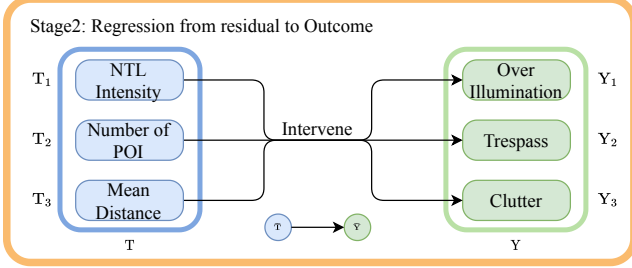 Stage2: Regression from residual to Outcome
T1
NTL
Intensity
Over
Illumination
Y1
T2
Number of
POI
Intervene
Trespass
Y2
T3
Mean
Distance
Clutter
Y3
T
Y
T
Y